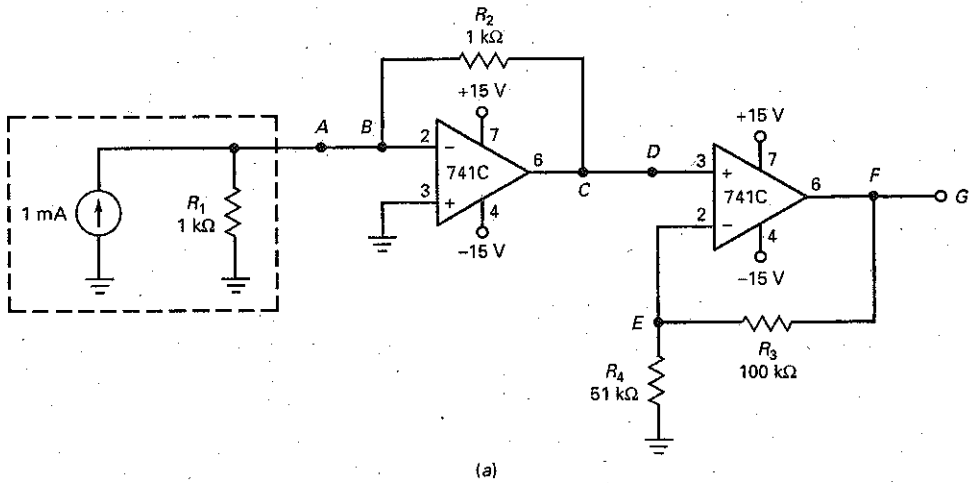 R2
1 kΩ
+15 V
A
B
2
−
7
741C
6
3
+
4
−15 V
C
D
1 mA
R1
1 kΩ
+15 V
3
+
7
741C
6
2
−
4
−15 V
F
G
E
R3
100 kΩ
R4
51 kΩ
(a)